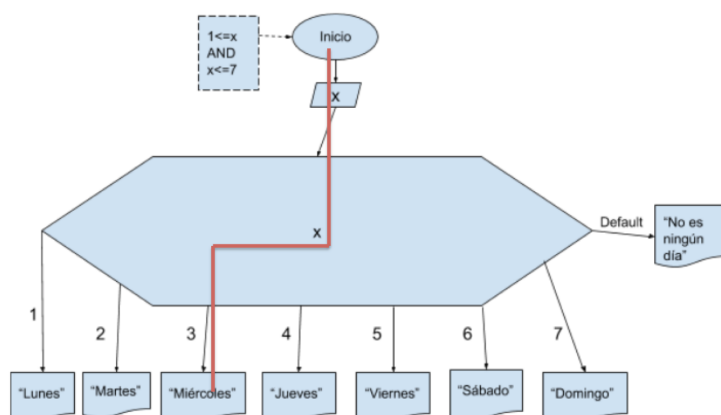 1<=x
AND
x<=7
Inicio
x
x
Default
“No es
ningún
día”
1
2
3
4
5
6
7
“Lunes”
“Martes”
“Miércoles”
“Jueves”
“Viernes”
“Sábado”
“Domingo”